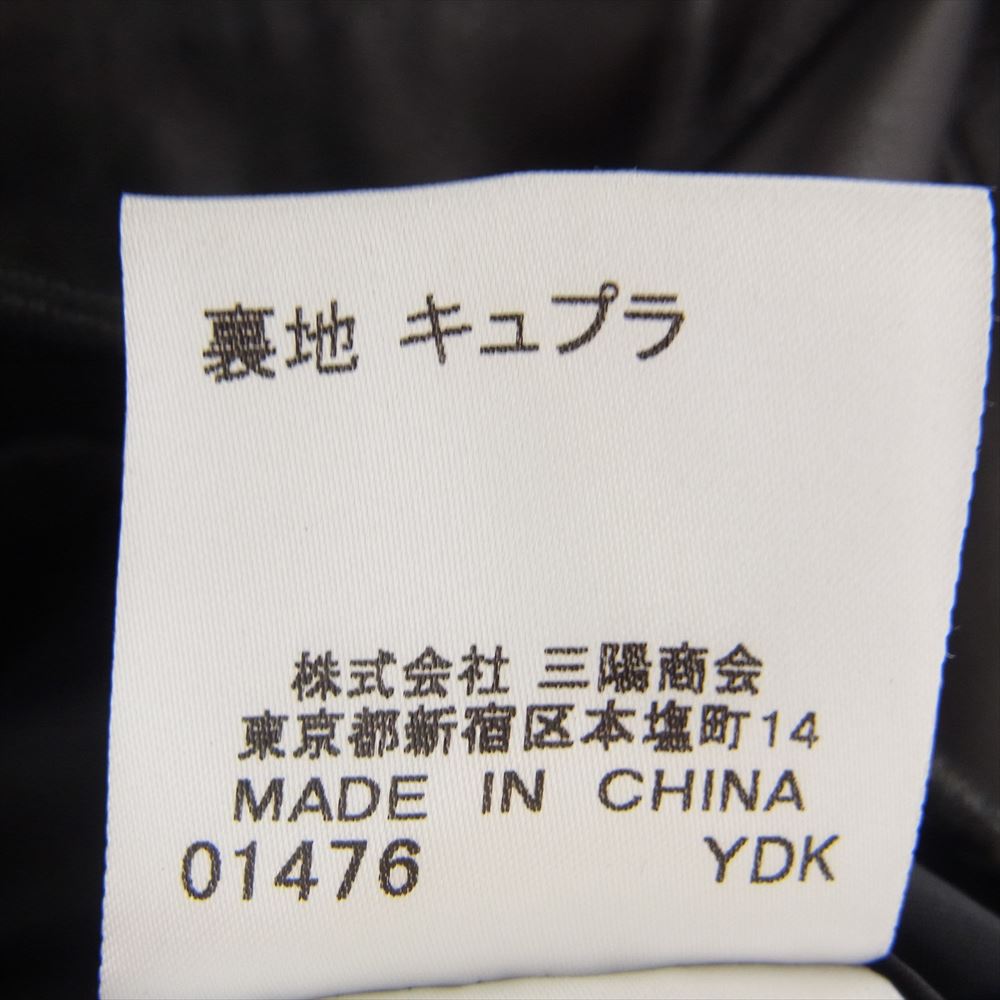 裏地 キュプラ
株式会社 三陽商会
東京都新宿区本塩町14
MADE IN CHINA
01476 YDK